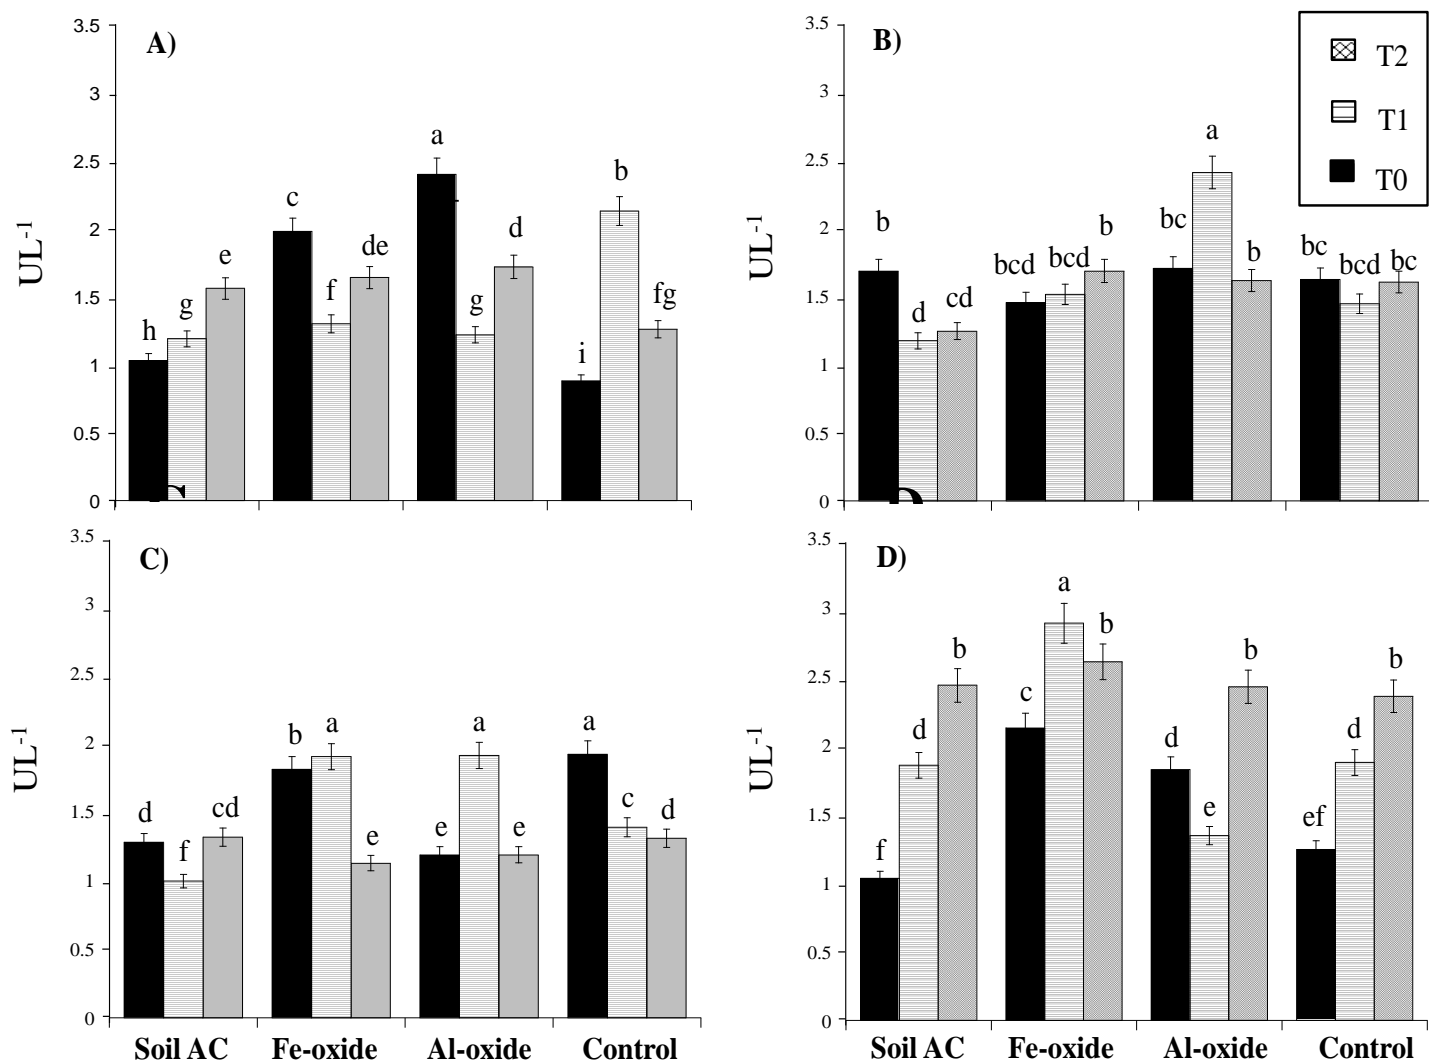 A)
3.5
3
2.5
2
1.5
1
0.5
0
UL-1
h g e
c f de
a g d
i b fg
B)
3.5
3
2.5
2
1.5
1
0.5
0
UL-1
b d cd
bcd bcd b
bc a b
bc bcd bc
T2
T1
T0
C)
3.5
3
2.5
2
1.5
1
0.5
0
UL-1
d f cd
b a e
e a e
a c d
Soil AC Fe-oxide Al-oxide Control
D)
3.5
3
2.5
2
1.5
1
0.5
0
UL-1
f d b
c a b
d e b
ef d b
Soil AC Fe-oxide Al-oxide Control